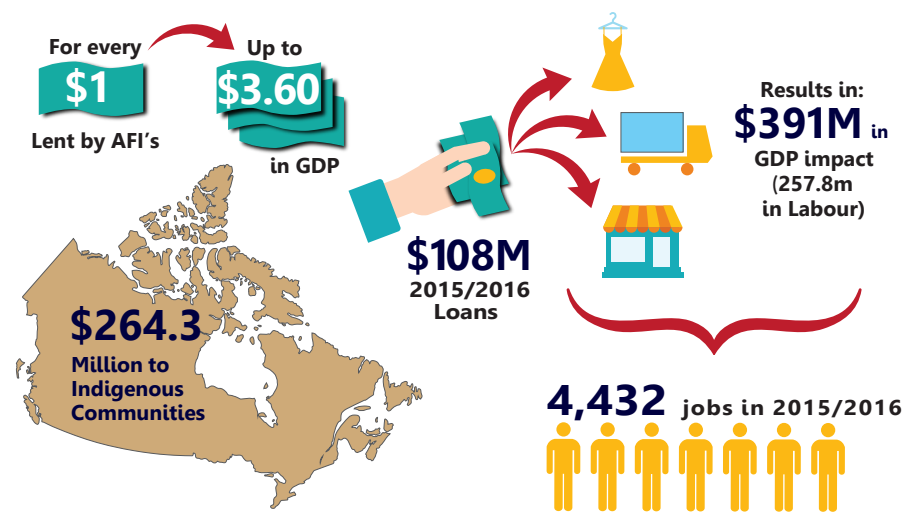 For every
$1
Lent by AFI's
Up to
$3.60
in GDP
$108M
2015/2016
Loans
Results in:
$391M in
GDP impact
(257.8m
in Labour)
$264.3
Million to
Indigenous
Communities
4,432 jobs in 2015/2016